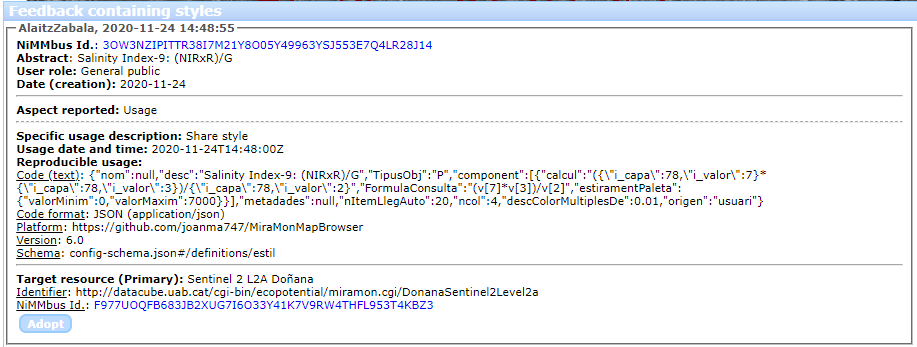 Feedback containing styles
AlaitzZabala, 2020-11-24 14:48:55
NiMMbus Id.: 3OW3NZIPITTR38I7M21Y8O05Y49963YSJ553E7Q4LR28J14
Abstract: Salinity Index-9: (NIRxR)/G
User role: General public
Date (creation): 2020-11-24
Aspect reported: Usage
Specific usage description: Share style
Usage date and time: 2020-11-24T14:48:00Z
Reproducible usage:
Code (text): {"nom":null,"desc":"Salinity Index-9: (NIRxR)/G","TipusObj":"P","component":[{"calcul":"({\"i_capa\":78,\"i_valor\":7}*
{\"i_capa\":78,\"i_valor\":3})/{\"i_capa\":78,\"i_valor\":2}","FormulaConsulta":"(v[7]*v[3])/v[2]","estiramentPaleta":
{"valorMinim":0,"valorMaxim":7000}}],"metadades":null,"nItemLlegAuto":20,"ncol":4,"descColorMultiplesDe":0.01,"origen":"usuari"}
Code format: JSON (application/json)
Platform: https://github.com/joanma747/MiraMonMapBrowser
Version: 6.0
Schema: config-schema.json#/definitions/estil
Target resource (Primary): Sentinel 2 L2A Doñana
Identifier: http://datacube.uab.cat/cgi-bin/ecopotential/miramon.cgi/DonanaSentinel2Level2a
NiMMbus Id.: F977UOQFB683JB2XUG7I6O33Y41K7V9RW4THFL953T4KBZ3
Adopt